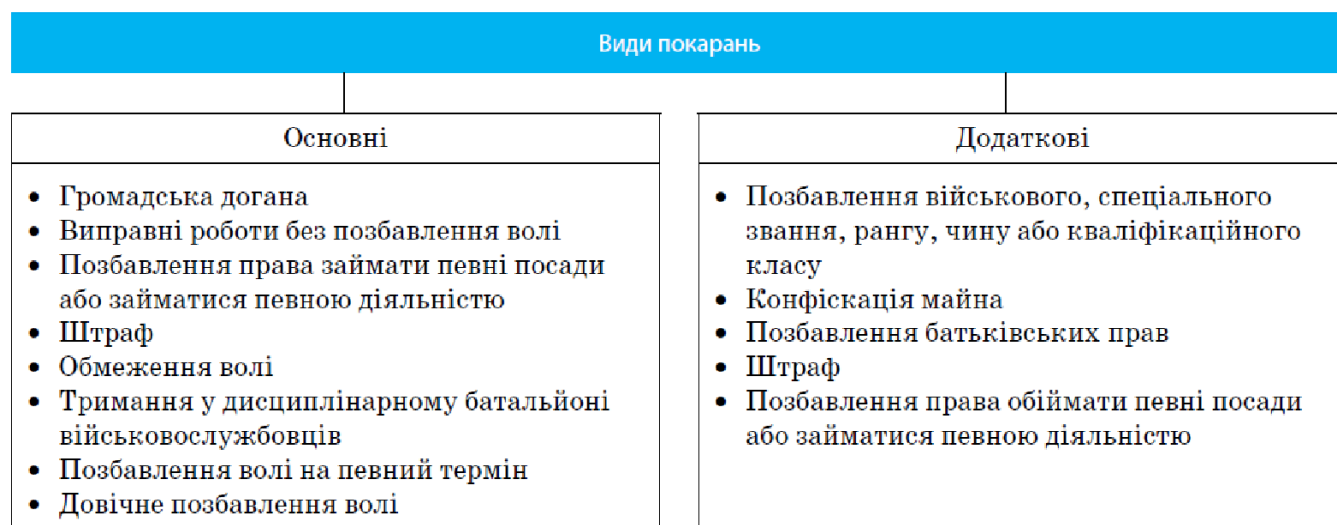 Види покарань
Основні
• Громадська догана
• Виправні роботи без позбавлення волі
• Позбавлення права займати певні посади
або займатися певною діяльністю
• Штраф
• Обмеження волі
• Тримання у дисциплінарному батальйоні
військовослужбовців
• Позбавлення волі на певний термін
• Довічне позбавлення волі
Додаткові
• Позбавлення військового, спеціального
звання, рангу, чину або кваліфікаційного
класу
• Конфіскація майна
• Позбавлення батьківських прав
• Штраф
• Позбавлення права обіймати певні посади
або займатися певною діяльністю